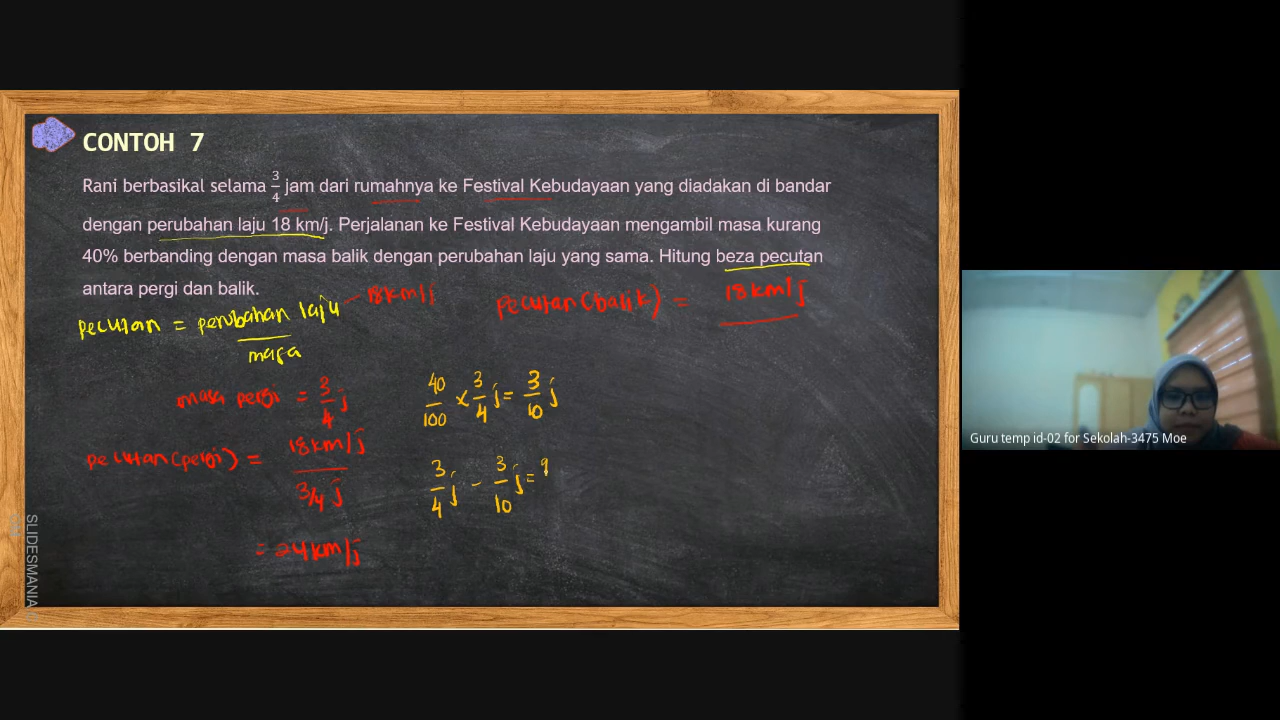 CONTOH 7
Rani berbasikal selama 3/4 jam dari rumahnya ke Festival Kebudayaan yang diadakan di bandar
dengan perubahan laju 18 km/j. Perjalanan ke Festival Kebudayaan mengambil masa kurang
40% berbanding dengan masa balik dengan perubahan laju yang sama. Hitung beza pecutan
antara pergi dan balik.
pecutan = perubahan laju / masa
18km/j
pecutan (balik) = 18km/j
masa pergi = 3/4 j
40/100 × 3/4 j = 3/10 j
pecutan (pergi) = 18km/j / 3/4 j
3/4 j - 3/10 j = 9
= 24km/j
SLIDESMANIA
Guru temp id-02 for Sekolah-3475 Moe